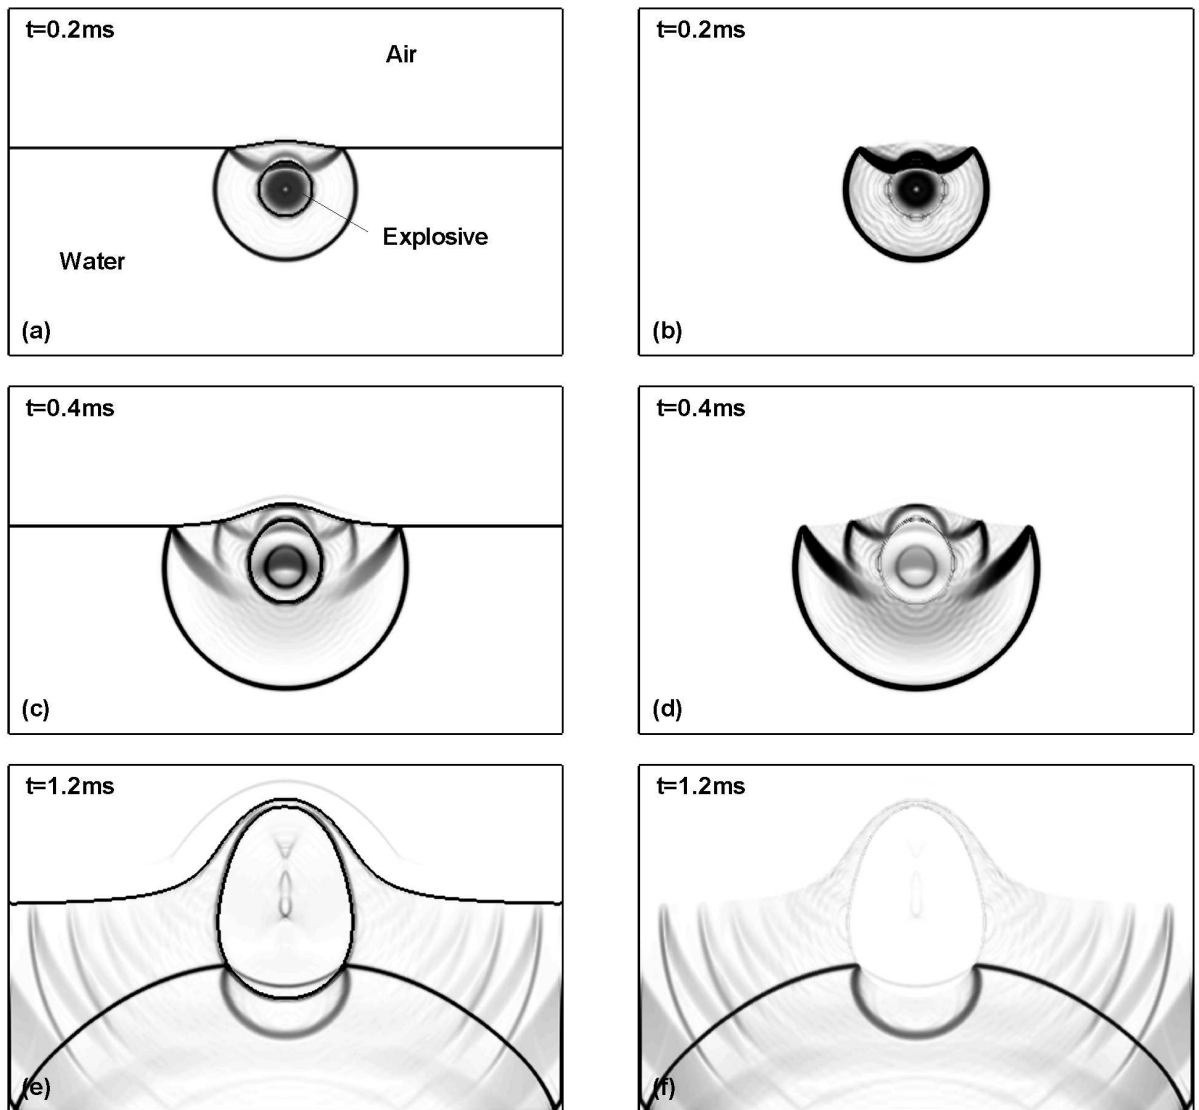 t=0.2ms
Air
Explosive
Water
(a)
t=0.2ms
(b)
t=0.4ms
(c)
t=0.4ms
(d)
t=1.2ms
(e)
t=1.2ms
(f)